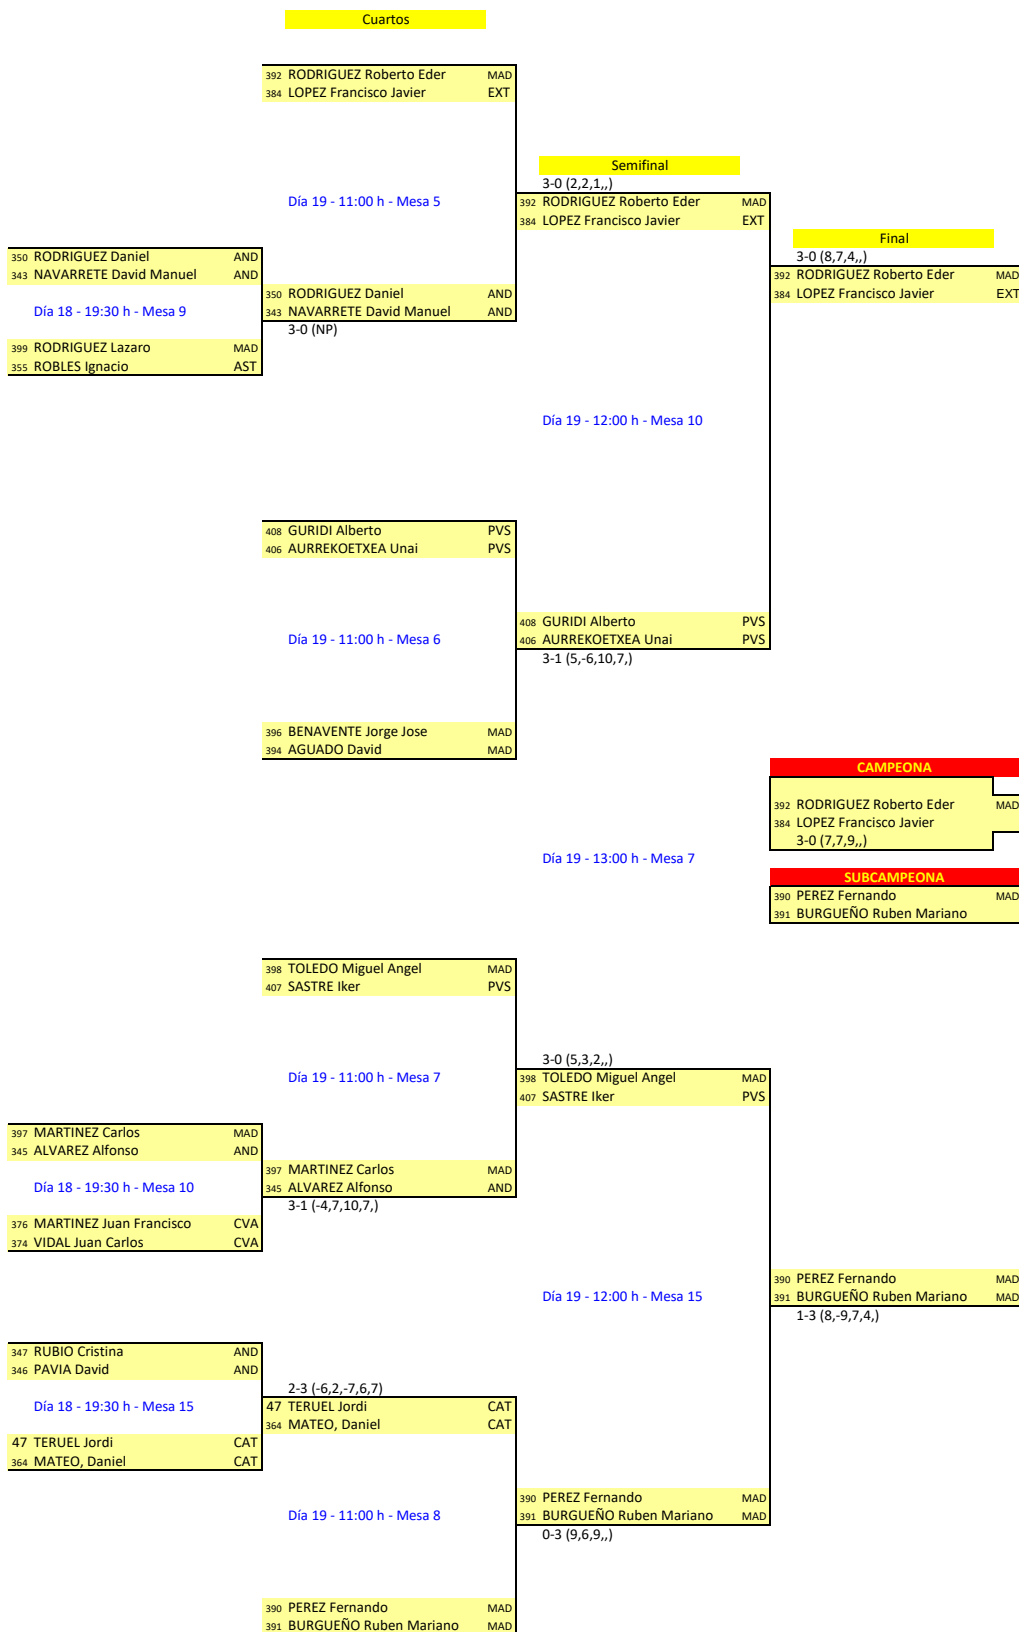 Cuartos
392 RODRIGUEZ Roberto Eder MAD
384 LOPEZ Francisco Javier EXT
Semifinal
3-0 (2,2,1,,)
Día 19 - 11:00 h - Mesa 5
392 RODRIGUEZ Roberto Eder MAD
384 LOPEZ Francisco Javier EXT
Final
3-0 (8,7,4,,)
350 RODRIGUEZ Daniel AND
343 NAVARRETE David Manuel AND
392 RODRIGUEZ Roberto Eder MAD
384 LOPEZ Francisco Javier EXT
Día 18 - 19:30 h - Mesa 9
350 RODRIGUEZ Daniel AND
343 NAVARRETE David Manuel AND
3-0 (NP)
399 RODRIGUEZ Lazaro MAD
355 ROBLES Ignacio AST
Día 19 - 12:00 h - Mesa 10
408 GURIDI Alberto PVS
406 AURREKOETXEA Unai PVS
Día 19 - 11:00 h - Mesa 6
408 GURIDI Alberto PVS
406 AURREKOETXEA Unai PVS
3-1 (5,-6,10,7,)
396 BENAVENTE Jorge Jose MAD
394 AGUADO David MAD
CAMPEONA
392 RODRIGUEZ Roberto Eder MAD
384 LOPEZ Francisco Javier
3-0 (7,7,9,,)
Día 19 - 13:00 h - Mesa 7
SUBCAMPEONA
390 PEREZ Fernando MAD
391 BURGUEÑO Ruben Mariano
398 TOLEDO Miguel Angel MAD
407 SASTRE Iker PVS
3-0 (5,3,2,,)
Día 19 - 11:00 h - Mesa 7
398 TOLEDO Miguel Angel MAD
407 SASTRE Iker PVS
397 MARTINEZ Carlos MAD
345 ALVAREZ Alfonso AND
Día 18 - 19:30 h - Mesa 10
397 MARTINEZ Carlos MAD
345 ALVAREZ Alfonso AND
3-1 (-4,7,10,7,)
376 MARTINEZ Juan Francisco CVA
374 VIDAL Juan Carlos CVA
Día 19 - 12:00 h - Mesa 15
390 PEREZ Fernando MAD
391 BURGUEÑO Ruben Mariano MAD
1-3 (8,-9,7,4,)
347 RUBIO Cristina AND
346 PAVIA David AND
2-3 (-6,2,-7,6,7)
Día 18 - 19:30 h - Mesa 15
47 TERUEL Jordi CAT
364 MATEO, Daniel CAT
47 TERUEL Jordi CAT
364 MATEO, Daniel CAT
Día 19 - 11:00 h - Mesa 8
390 PEREZ Fernando MAD
391 BURGUEÑO Ruben Mariano MAD
0-3 (9,6,9,,)
390 PEREZ Fernando MAD
391 BURGUEÑO Ruben Mariano MAD